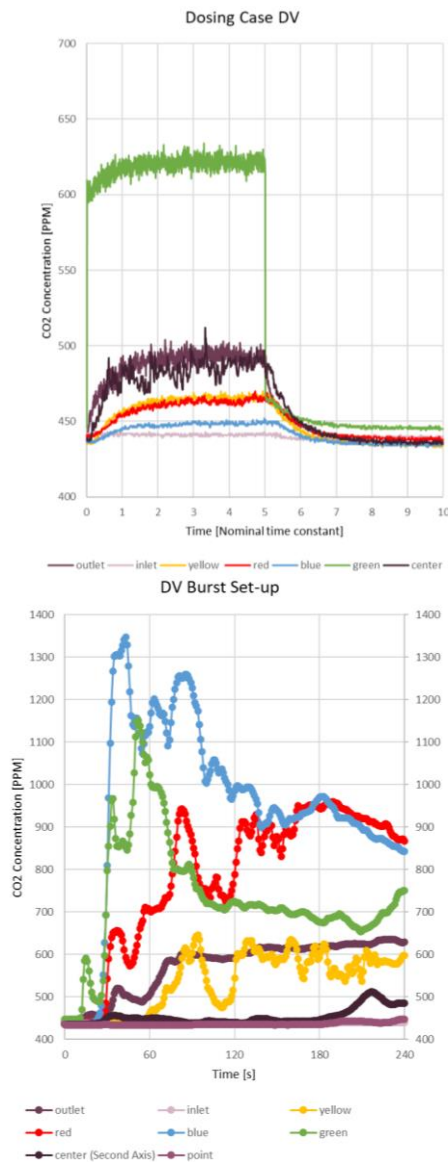 Dosing Case DV
700
650
600
550
500
450
400
CO2 Concentration [PPM]
0 1 2 3 4 5 6 7 8 9 10
Time [Nominal time constant]
outlet inlet yellow red blue green center
DV Burst Set-up
1400 1400
1300 1300
1200 1200
1100 1100
1000 1000
900 900
800 800
700 700
600 600
500 500
400 400
CO2 Concentration [PPM]
0 60 120 180 240
Time [s]
outlet inlet yellow
red blue green
center (Second Axis) point